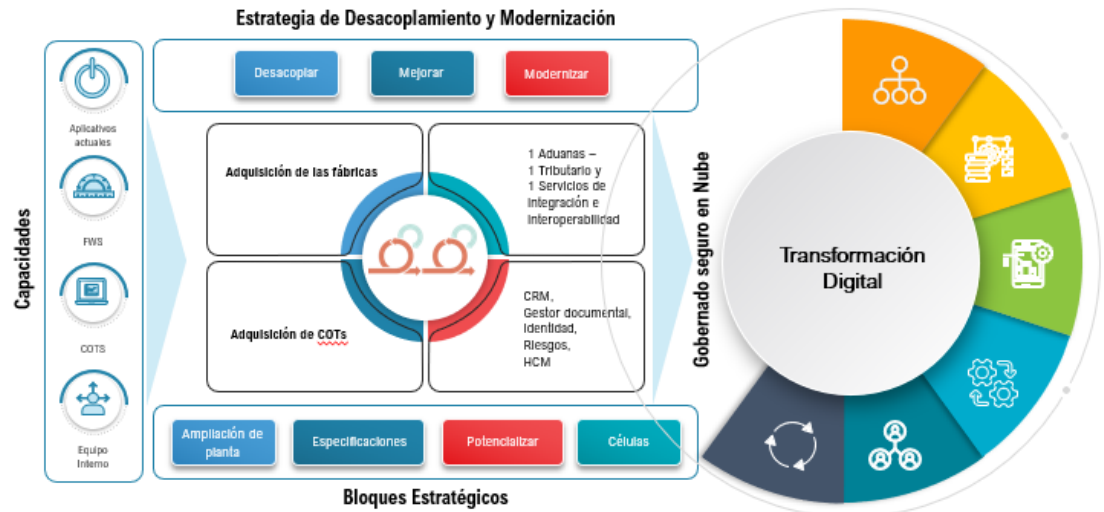 Estrategia de Desacoplamiento y Modernización
Desacoplar
Mejorar
Modernizar
Capacidades
Aplicativos
actuales
FWS
COTS
Equipo
Interno
Adquisición de las fábricas
1 Aduanas –
1 Tributario y
1 Servicios de
Integración e
Interoperabilidad
Adquisición de COTs
CRM,
Gestor documental,
Identidad,
Riesgos,
HCM
Ampliación de
planta
Especificaciones
Potencializar
Células
Bloques Estratégicos
Gobernado seguro en Nube
Transformación
Digital